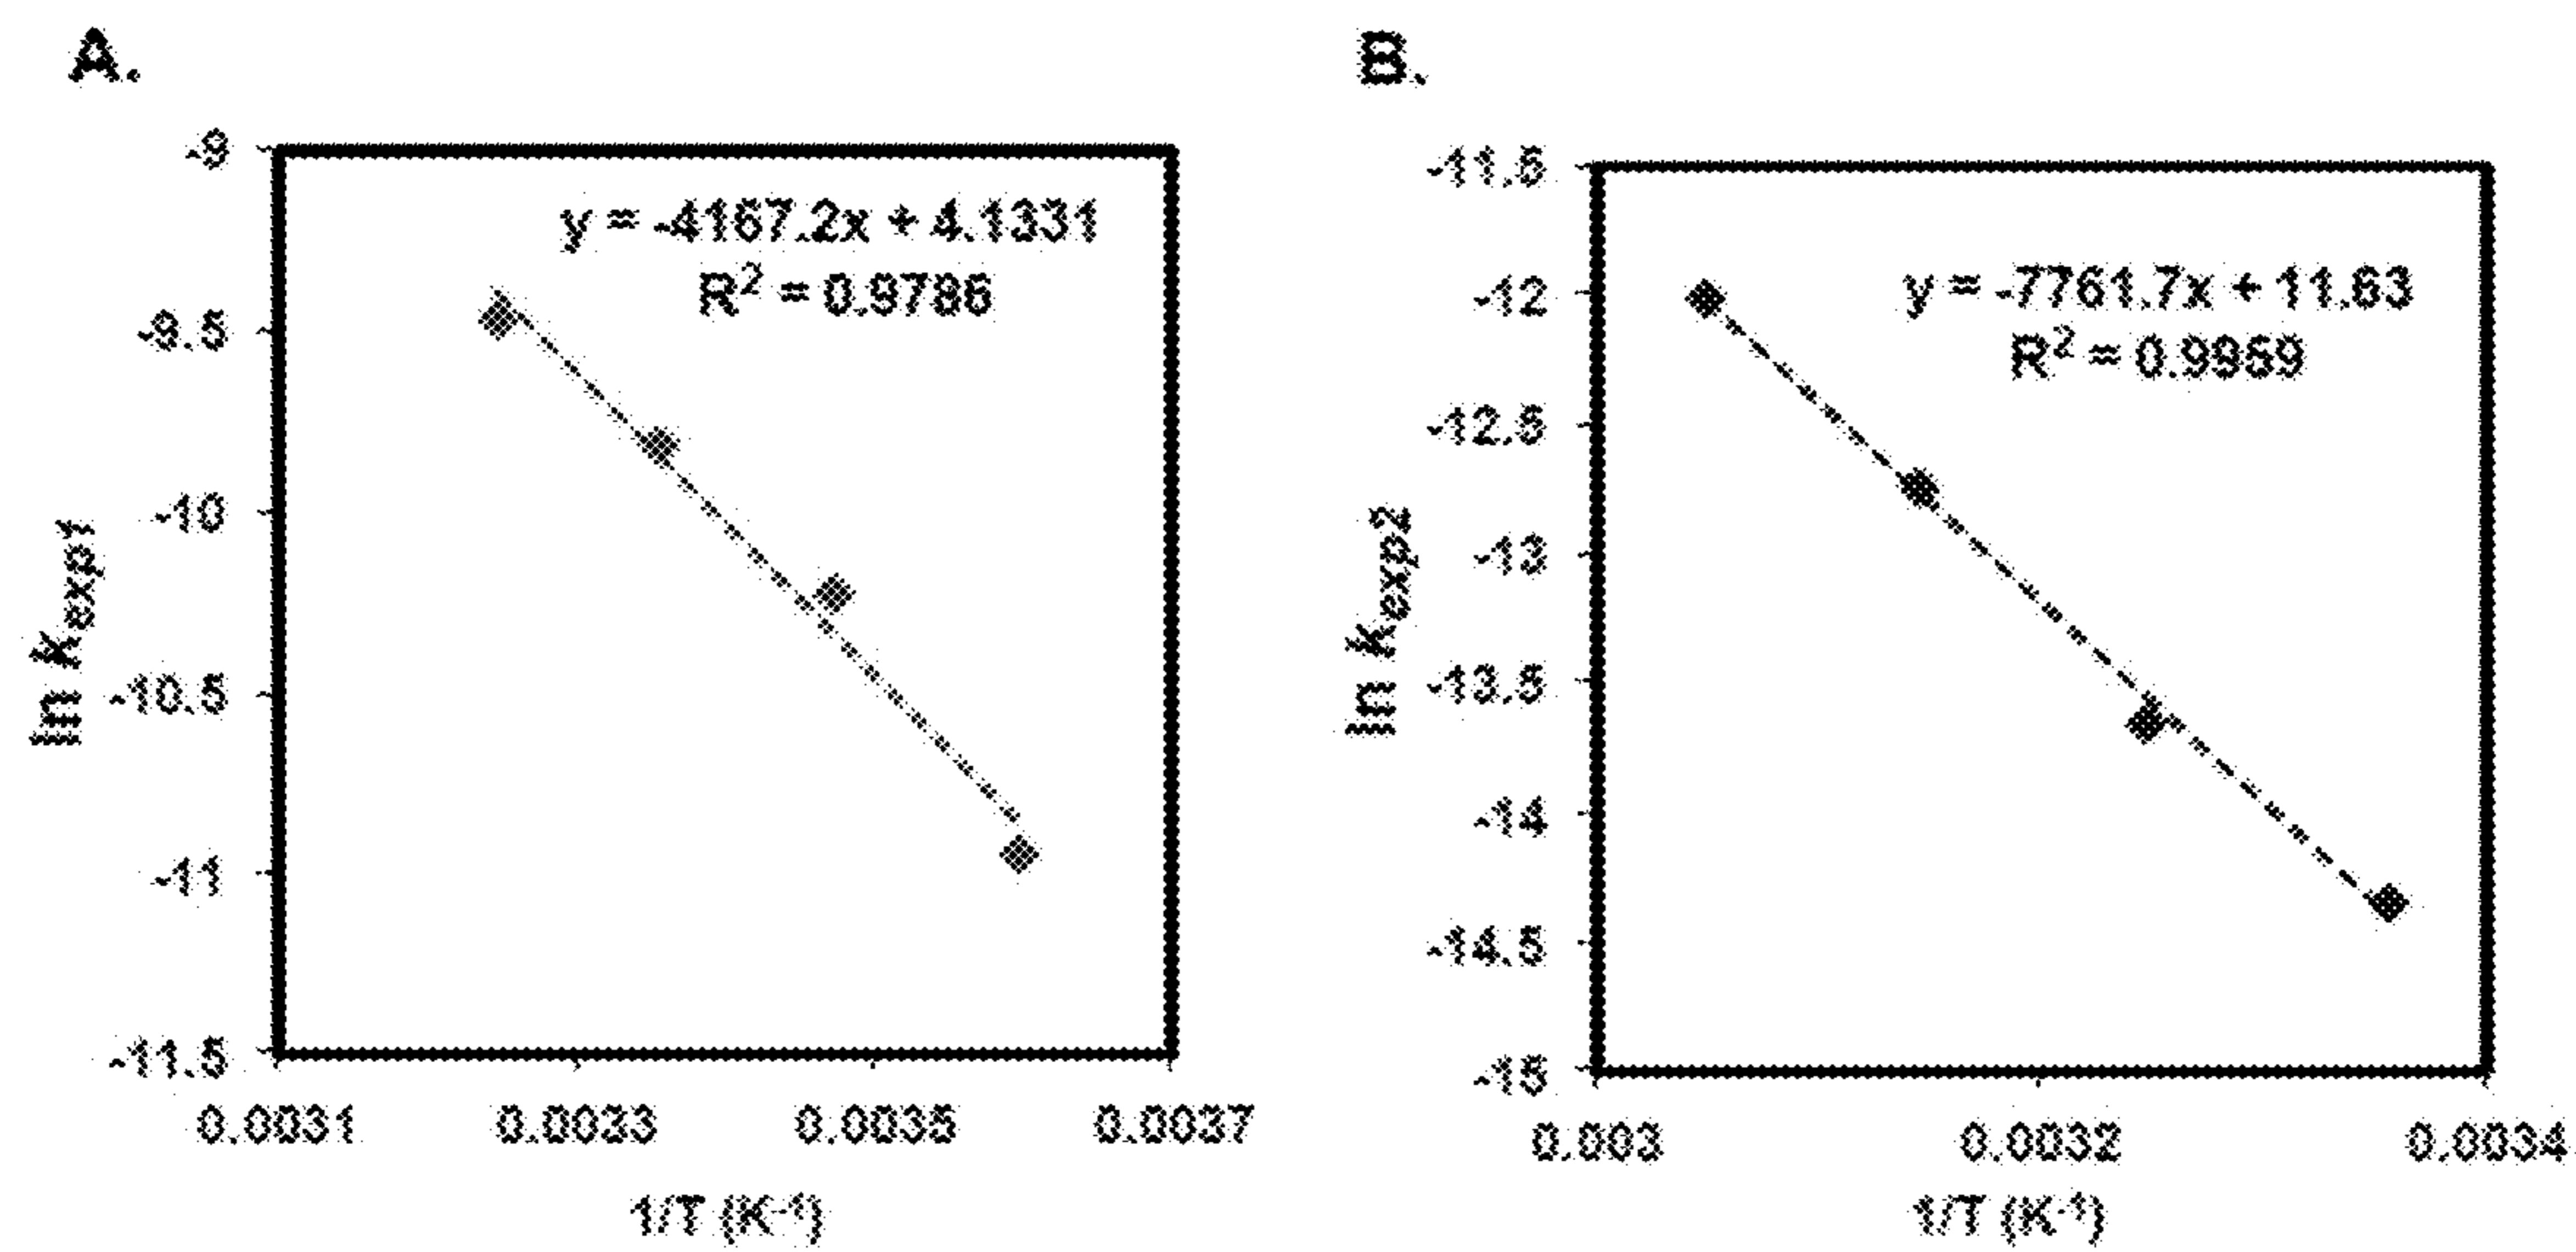 A.
-9
-9.5
-10
-10.5
-11
-11.5
ln kexp1
y = -4167.2x + 4.1331
R² = 0.9786
0.0031 0.0033 0.0035 0.0037
1/T (K-1)
B.
-11.5
-12
-12.5
-13
-13.5
-14
-14.5
-15
ln kexp2
y = -7761.7x + 11.63
R² = 0.9959
0.003 0.0032 0.0034
1/T (K-1)